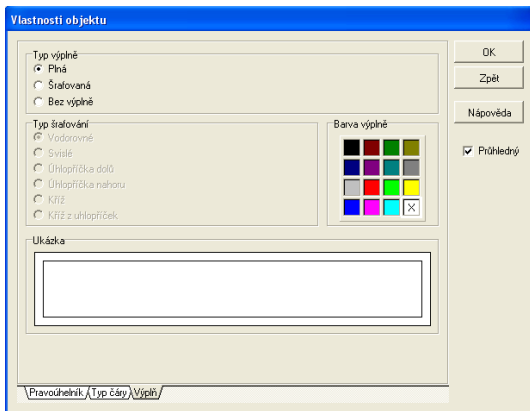 Vlastnosti objektu
Typ výplně
Plná
Šrafovaná
Bez výplně
Typ šrafování
Vodorovné
Svislé
Úhlopříčka dolů
Úhlopříčka nahoru
Kříž
Kříž z uhlopříček
Barva výplně
X
Ukázka
OK
Zpět
Nápověda
Průhledný
Pravoúhelník
Typ čáry
Výplň